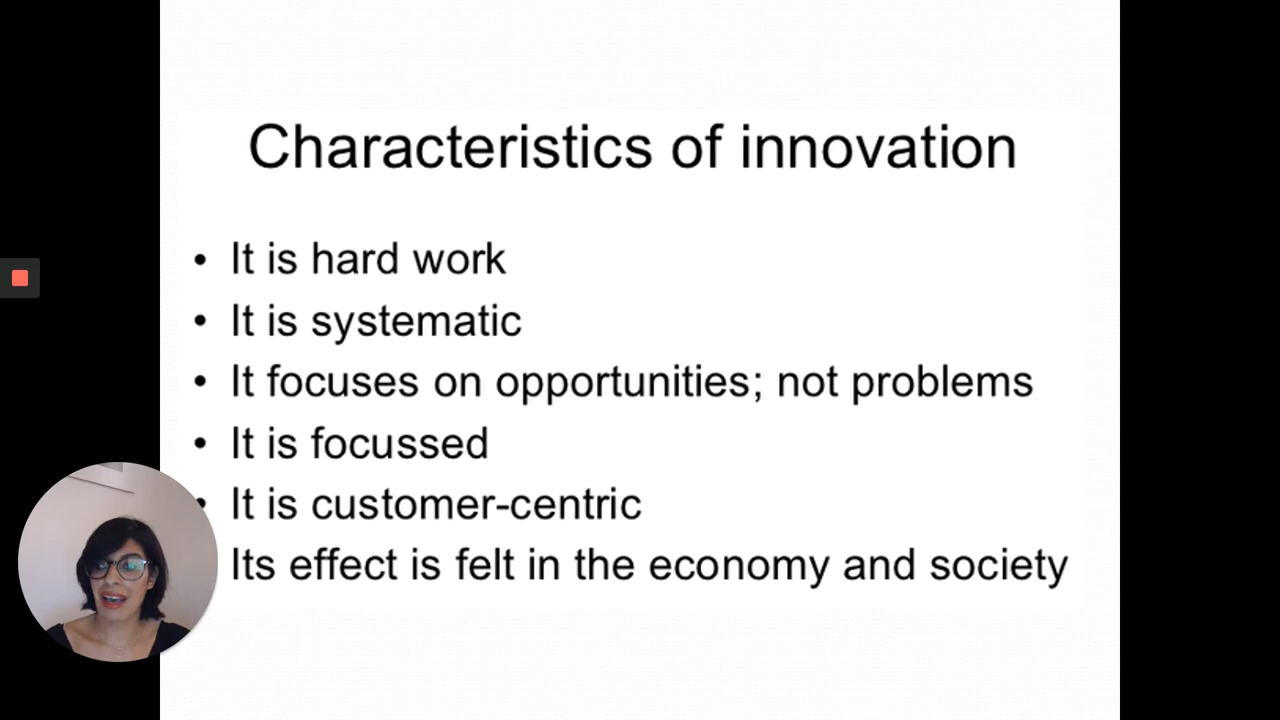 Characteristics of innovation
• It is hard work
• It is systematic
• It focuses on opportunities; not problems
• It is focussed
• It is customer-centric
Its effect is felt in the economy and society